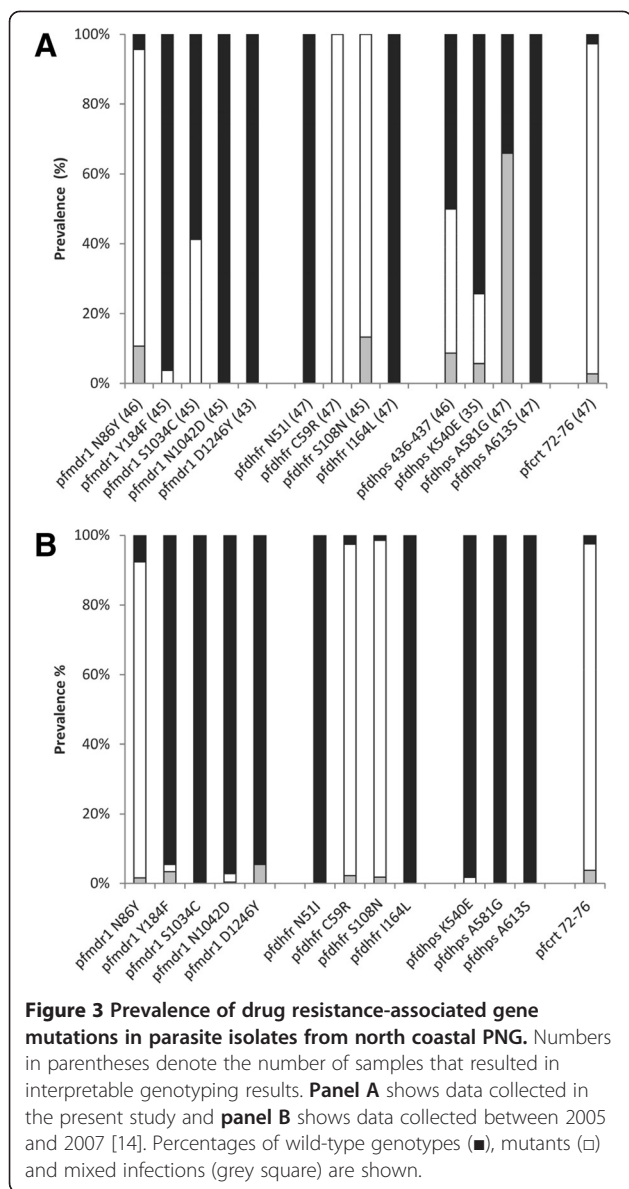 A
100%
80%
60%
40%
20%
0%
Prevalence (%)
pfmdr1 N86Y (46)
pfmdr1 Y184F (45)
pfmdr1 S1034C (45)
pfmdr1 N1042D (45)
pfmdr1 D1246Y (43)
pfdhfr N51I (47)
pfdhfr C59R (47)
pfdhfr S108N (45)
pfdhfr I164L (47)
pfdhps 436-437 (46)
pfdhps K540E (35)
pfdhps A581G (47)
pfdhps A613S (47)
pfcrt 72-76 (47)
B
100%
80%
60%
40%
20%
0%
Prevalence %
pfmdr1 N86Y
pfmdr1 Y184F
pfmdr1 S1034C
pfmdr1 N1042D
pfmdr1 D1246Y
pfdhfr N51I
pfdhfr C59R
pfdhfr S108N
pfdhfr I164L
pfdhps K540E
pfdhps A581G
pfdhps A613S
pfcrt 72-76
Figure 3 Prevalence of drug resistance-associated gene
mutations in parasite isolates from north coastal PNG. Numbers
in parentheses denote the number of samples that resulted in
interpretable genotyping results. Panel A shows data collected in
the present study and panel B shows data collected between 2005
and 2007 [14]. Percentages of wild-type genotypes (■), mutants (□)
and mixed infections (grey square) are shown.